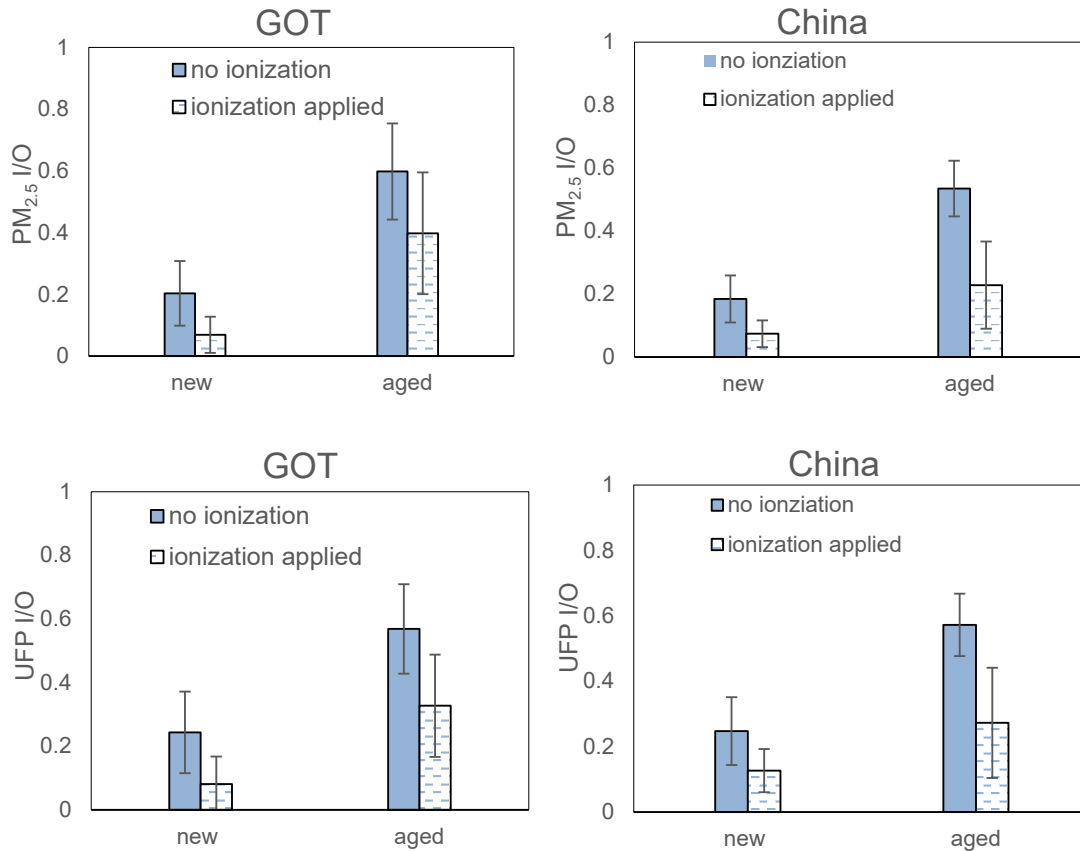 GOT
1
0.8
0.6
0.4
0.2
0
PM2.5 I/O
no ionization
ionization applied
new aged
China
1
0.8
0.6
0.4
0.2
0
PM2.5 I/O
no ionziation
ionization applied
new aged
GOT
1
0.8
0.6
0.4
0.2
0
UFP I/O
no ionization
ionization applied
new aged
China
1
0.8
0.6
0.4
0.2
0
UFP I/O
no ionziation
ionization applied
new aged